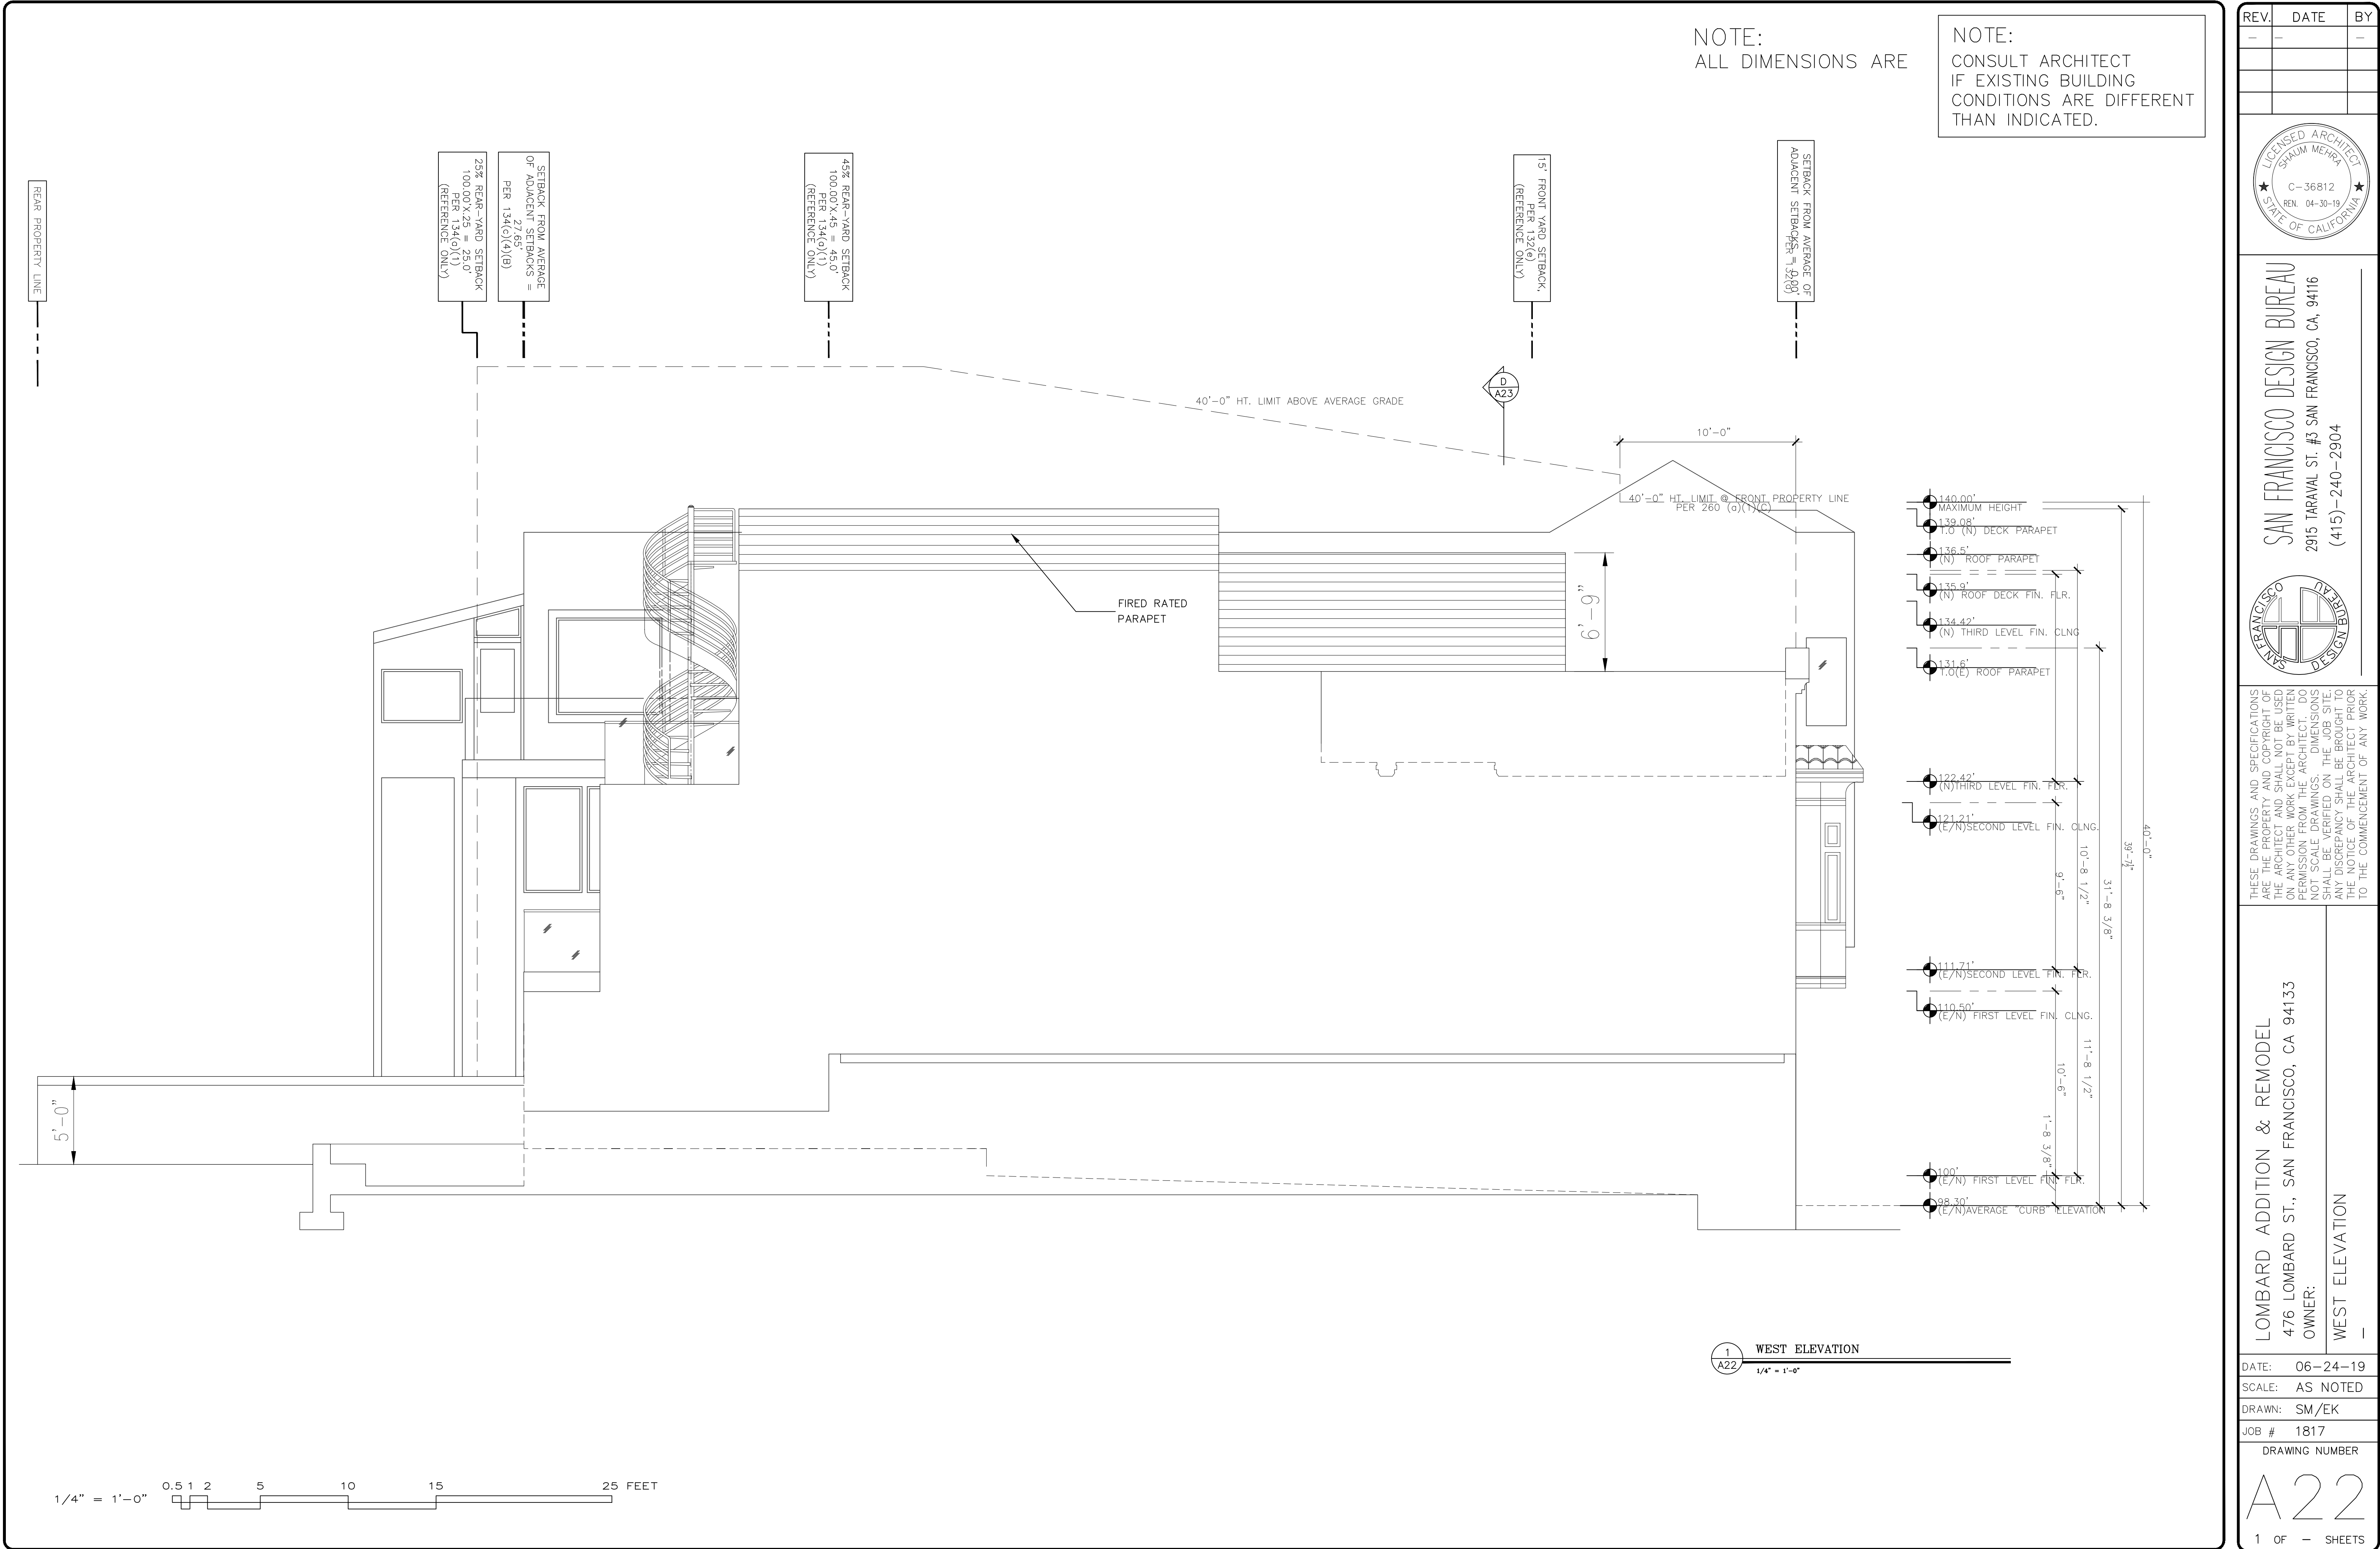 NOTE:
ALL DIMENSIONS ARE
NOTE:
CONSULT ARCHITECT
IF EXISTING BUILDING
CONDITIONS ARE DIFFERENT
THAN INDICATED.
REAR PROPERTY LINE
25% REAR-YARD SETBACK
100.00'X.25 = 25.0'
PER 134(a)(1)
(REFERENCE ONLY)
SETBACK FROM AVERAGE
OF ADJACENT SETBACKS =
27.65'
PER 134(c)(4)(B)
45% REAR-YARD SETBACK
100.00'X.45 = 45.0'
PER 134(a)(1)
(REFERENCE ONLY)
15' FRONT YARD SETBACK,
PER 132(e)
(REFERENCE ONLY)
SETBACK FROM AVERAGE OF
ADJACENT SETBACKS = 0.00'
PER 132(a)
40'-0" HT. LIMIT ABOVE AVERAGE GRADE
D
A23
10'-0"
40'-0" HT. LIMIT @ FRONT PROPERTY LINE
PER 260 (a)(1)(C)
FIRED RATED
PARAPET
6'-9"
5'-0"
140.00'
MAXIMUM HEIGHT
139.08'
T.O (N) DECK PARAPET
136.5'
(N) ROOF PARAPET
135.9'
(N) ROOF DECK FIN. FLR.
134.42'
(N) THIRD LEVEL FIN. CLNG
131.6'
T.O(E) ROOF PARAPET
122.42'
(N)THIRD LEVEL FIN. FLR.
121.21'
(E/N)SECOND LEVEL FIN. CLNG.
111.71'
(E/N)SECOND LEVEL FIN. FLR.
110.50'
(E/N) FIRST LEVEL FIN. CLNG.
100'
(E/N) FIRST LEVEL FIN. FLR.
98.30'
(E/N)AVERAGE "CURB" ELEVATION
40'-0"
39'-7½"
31'-8 3/8"
10'-8 1/2"
9'-6"
11'-8 1/2"
10'-6"
1'-8 3/8"
1
A22
WEST ELEVATION
1/4" = 1'-0"
1/4" = 1'-0"
0.5 1 2 5 10 15 25 FEET
REV. DATE BY
- - -
LICENSED ARCHITECT
SHAUM MEHRA
C-36812
REN. 04-30-19
STATE OF CALIFORNIA
SAN FRANCISCO DESIGN BUREAU
2915 TARAVAL ST. #3 SAN FRANCISCO, CA, 94116
(415)-240-2904
SAN FRANCISCO
DESIGN BUREAU
THESE DRAWINGS AND SPECIFICATIONS
ARE THE PROPERTY AND COPYRIGHT OF
THE ARCHITECT AND SHALL NOT BE USED
ON ANY OTHER WORK EXCEPT BY WRITTEN
PERMISSION FROM THE ARCHITECT. DO
NOT SCALE DRAWINGS. DIMENSIONS
SHALL BE VERIFIED ON THE JOB SITE.
ANY DISCREPANCY SHALL BE BROUGHT TO
THE NOTICE OF THE ARCHITECT PRIOR
TO THE COMMENCEMENT OF ANY WORK.
LOMBARD ADDITION & REMODEL
476 LOMBARD ST., SAN FRANCISCO, CA 94133
OWNER:
WEST ELEVATION
-
DATE: 06-24-19
SCALE: AS NOTED
DRAWN: SM/EK
JOB # 1817
DRAWING NUMBER
A22
1 OF - SHEETS